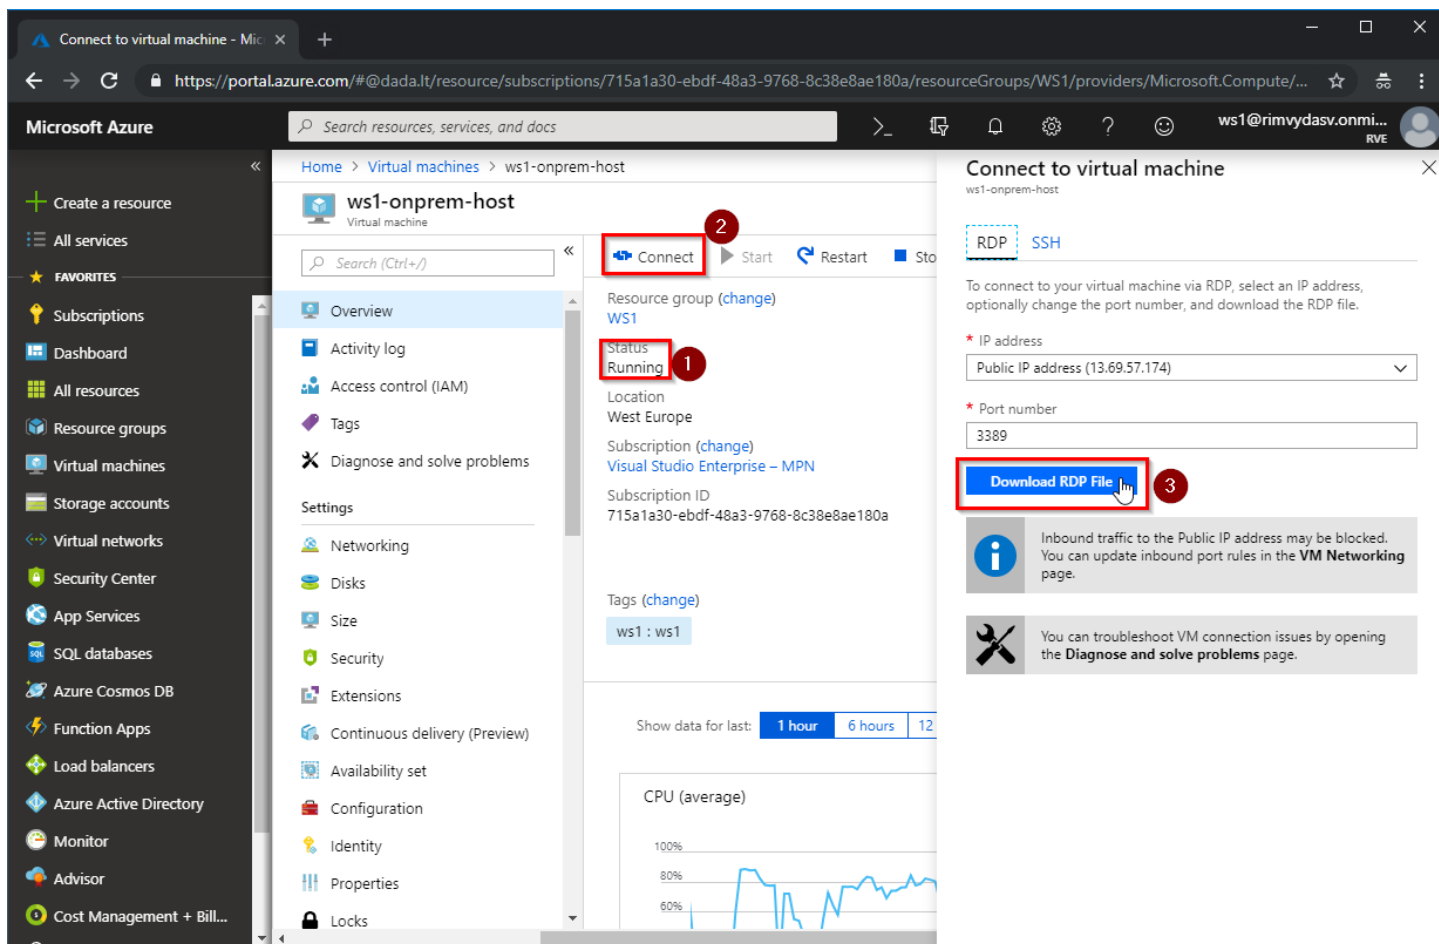 Connect to virtual machine - Mic
https://portal.azure.com/#@dada.lt/resource/subscriptions/715a1a30-ebdf-48a3-9768-8c38e8ae180a/resourceGroups/WS1/providers/Microsoft.Compute/...
Microsoft Azure
Search resources, services, and docs
ws1@rimvydasv.onmi...
RVE
Create a resource
All services
FAVORITES
Subscriptions
Dashboard
All resources
Resource groups
Virtual machines
Storage accounts
Virtual networks
Security Center
App Services
SQL databases
Azure Cosmos DB
Function Apps
Load balancers
Azure Active Directory
Monitor
Advisor
Cost Management + Bill...
Home > Virtual machines > ws1-onprem-host
ws1-onprem-host
Virtual machine
Search (Ctrl+/)
Overview
Activity log
Access control (IAM)
Tags
Diagnose and solve problems
Settings
Networking
Disks
Size
Security
Extensions
Continuous delivery (Preview)
Availability set
Configuration
Identity
Properties
Locks
2
Connect
Start
Restart
Sto
Resource group (change)
WS1
Status
Running
1
Location
West Europe
Subscription (change)
Visual Studio Enterprise – MPN
Subscription ID
715a1a30-ebdf-48a3-9768-8c38e8ae180a
Tags (change)
ws1 : ws1
Show data for last:
1 hour
6 hours
12
CPU (average)
100%
80%
60%
Connect to virtual machine
ws1-onprem-host
RDP
SSH
To connect to your virtual machine via RDP, select an IP address,
optionally change the port number, and download the RDP file.
* IP address
Public IP address (13.69.57.174)
* Port number
3389
Download RDP File
3
Inbound traffic to the Public IP address may be blocked.
You can update inbound port rules in the VM Networking
page.
You can troubleshoot VM connection issues by opening
the Diagnose and solve problems page.